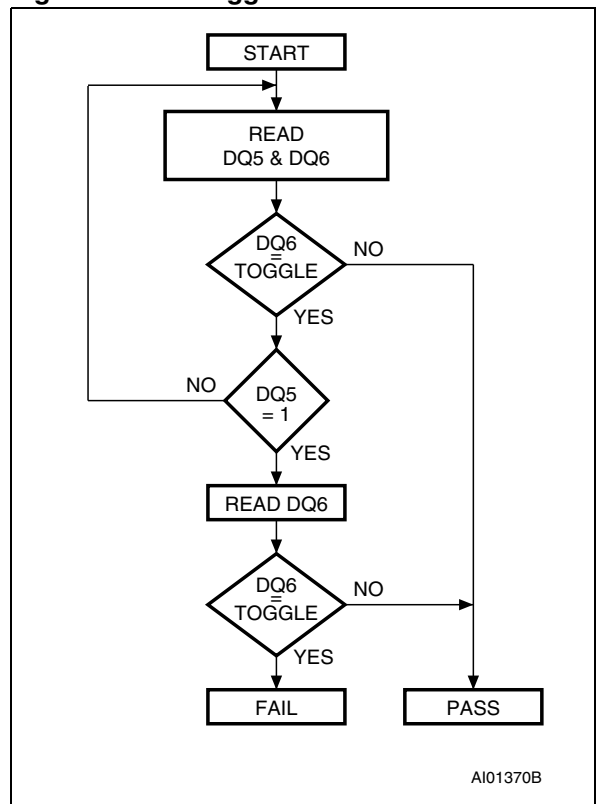 START
READ
DQ5 & DQ6
DQ6
=
TOGGLE
NO
YES
NO
DQ5
= 1
YES
READ DQ6
DQ6
=
TOGGLE
NO
YES
FAIL
PASS
AI01370B